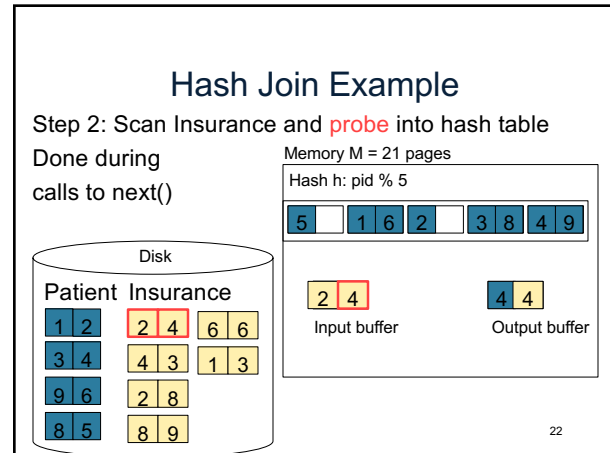 Hash Join Example
Step 2: Scan Insurance and probe into hash table
Done during
calls to next()
Memory M = 21 pages
Hash h: pid % 5
5 1 6 2 3 8 4 9
Disk
Patient Insurance
1 2 2 4 6 6
3 4 4 3 1 3
9 6 2 8
8 5 8 9
2 4
Input buffer
4 4
Output buffer
22